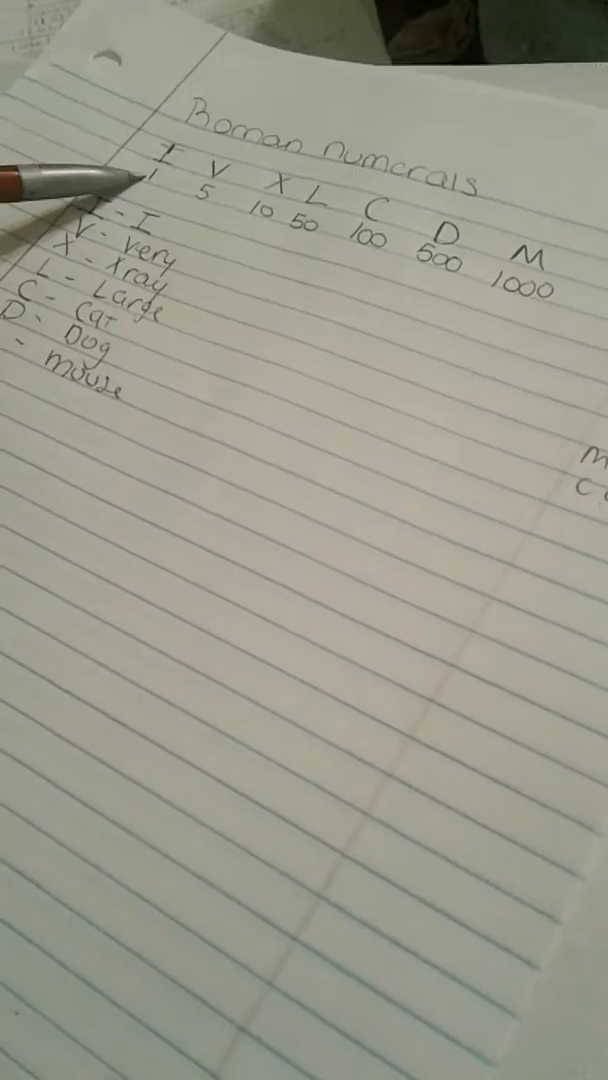 Roman numerals
I V X L C D M
1 5 10 50 100 500 1000
I - I
V - Very
X - Xray
L - Large
C - Cat
D - Dog
- mouse
M
C